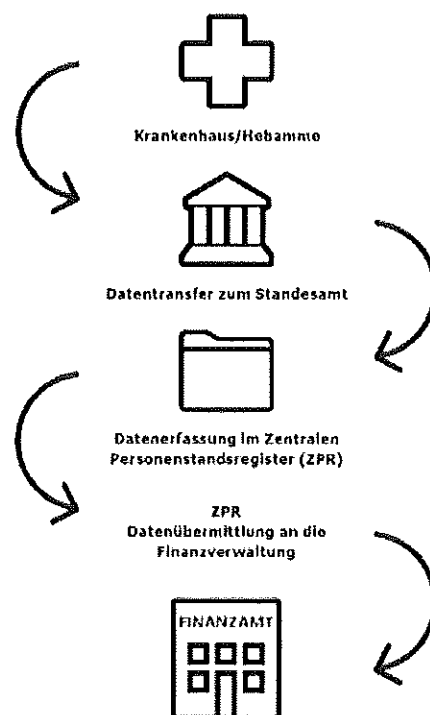 Krankenhaus/Hebamme
Datentransfer zum Standesamt
Datenerfassung im Zentralen
Personenstandsregister (ZPR)
ZPR
Datenübermittlung an die
Finanzverwaltung
FINANZAMT